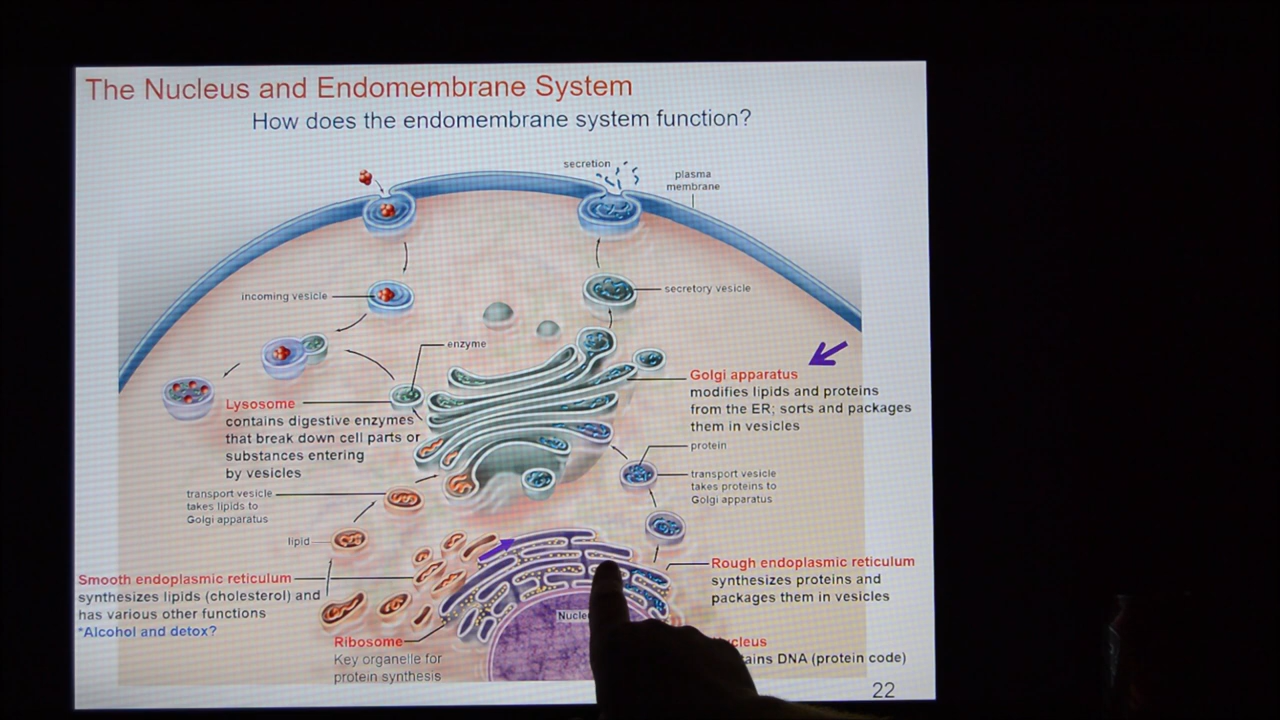 The Nucleus and Endomembrane System
How does the endomembrane system function?
secretion
plasma
membrane
incoming vesicle
secretory vesicle
enzyme
Golgi apparatus
modifies lipids and proteins
from the ER; sorts and packages
them in vesicles
Lysosome
contains digestive enzymes
that break down cell parts or
substances entering
by vesicles
protein
transport vesicle
takes proteins to
Golgi apparatus
transport vesicle
takes lipids to
Golgi apparatus
lipid
Smooth endoplasmic reticulum
synthesizes lipids (cholesterol) and
has various other functions
*Alcohol and detox?
Rough endoplasmic reticulum
synthesizes proteins and
packages them in vesicles
Ribosome
Key organelle for
protein synthesis
DNA (protein code)
22